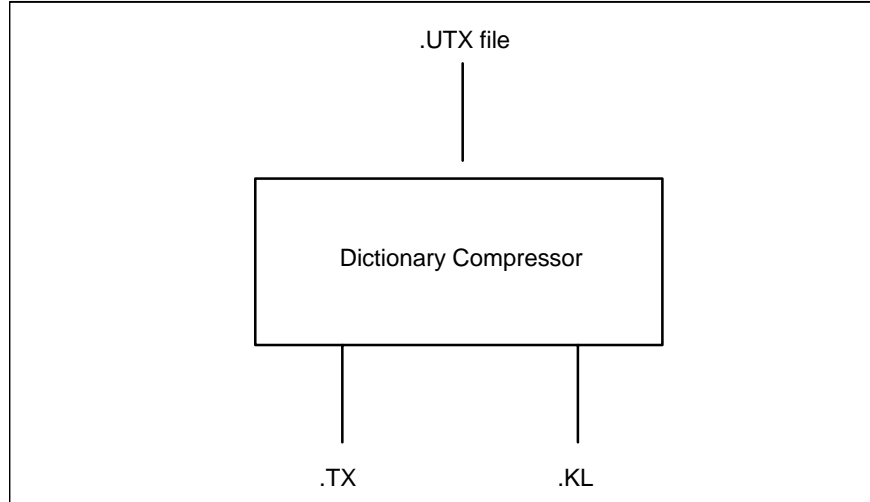 .UTX file
Dictionary Compressor
.TX .KL